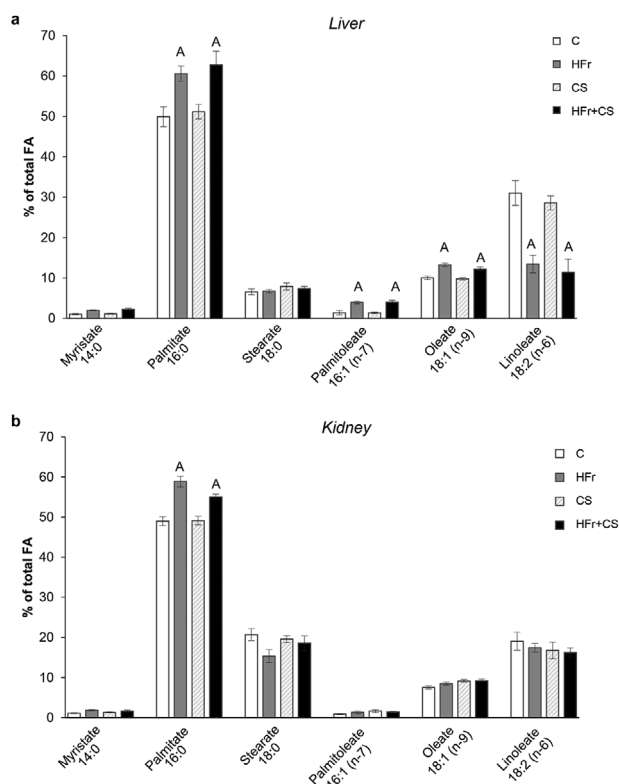 a
Liver
C
HFr
CS
HFr+CS
% of total FA
70
60
50
40
30
20
10
0
A
A
A
A
A
A
A
A
Myristate
14:0
Palmitate
16:0
Stearate
18:0
Palmitoleate
16:1 (n-7)
Oleate
18:1 (n-9)
Linoleate
18:2 (n-6)
b
Kidney
C
HFr
CS
HFr+CS
% of total FA
70
60
50
40
30
20
10
0
A
A
Myristate
14:0
Palmitate
16:0
Stearate
18:0
Palmitoleate
16:1 (n-7)
Oleate
18:1 (n-9)
Linoleate
18:2 (n-6)